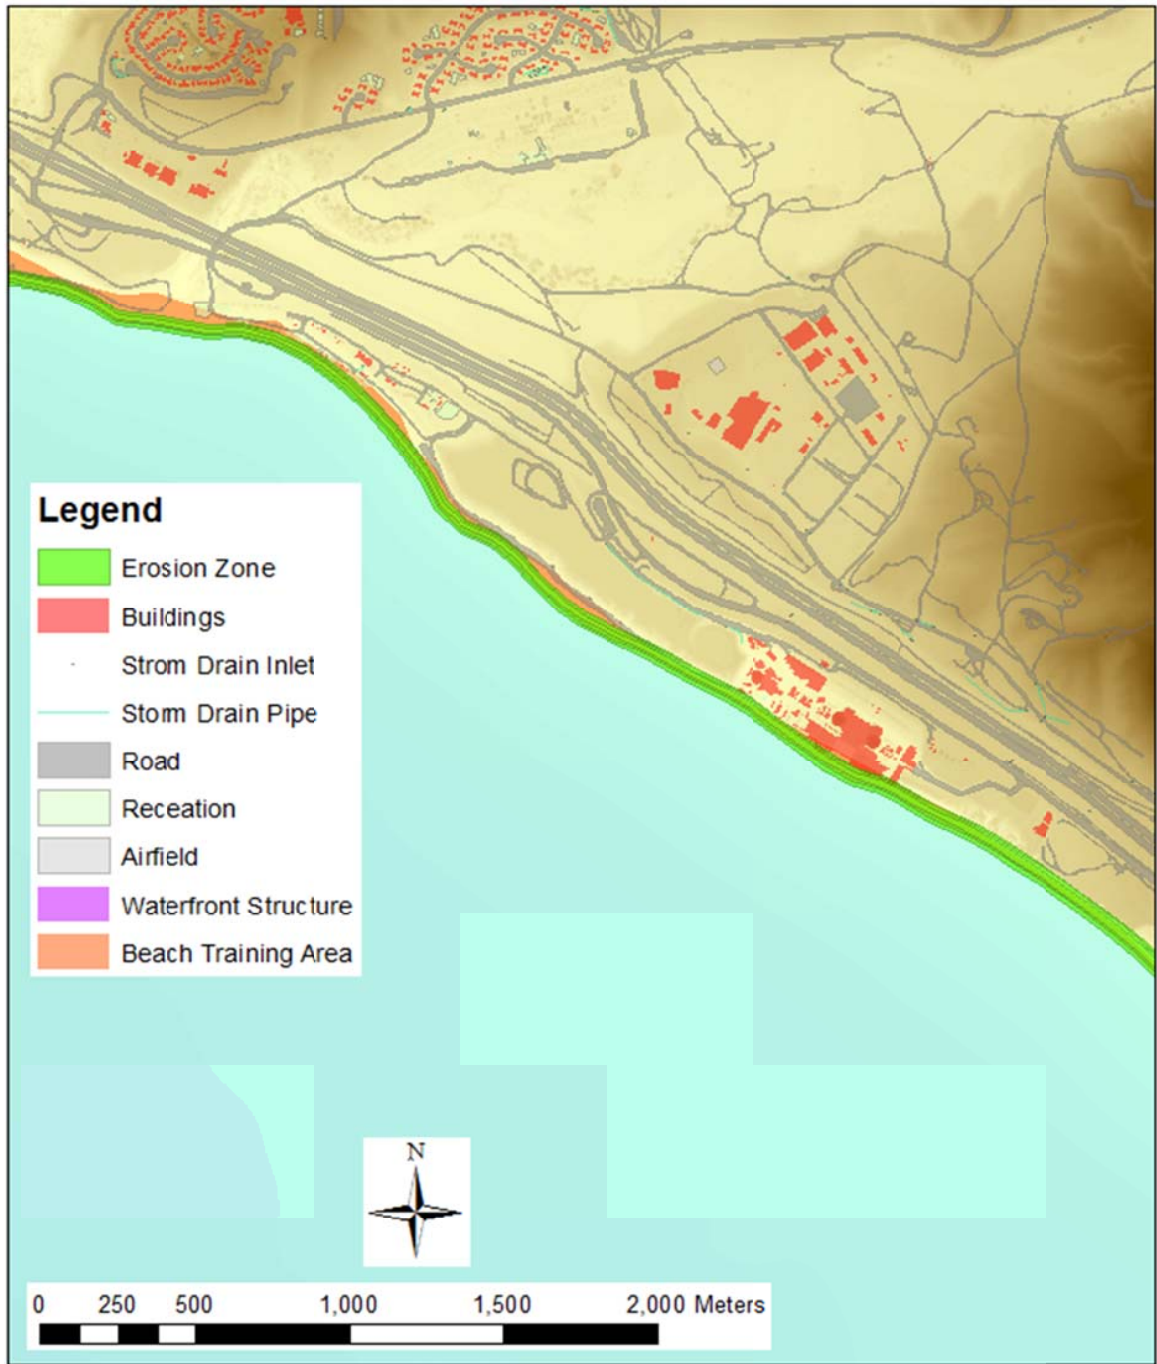 Legend
Erosion Zone
Buildings
Strom Drain Inlet
Storm Drain Pipe
Road
Receation
Airfield
Waterfront Structure
Beach Training Area
N
0 250 500 1,000 1,500 2,000 Meters